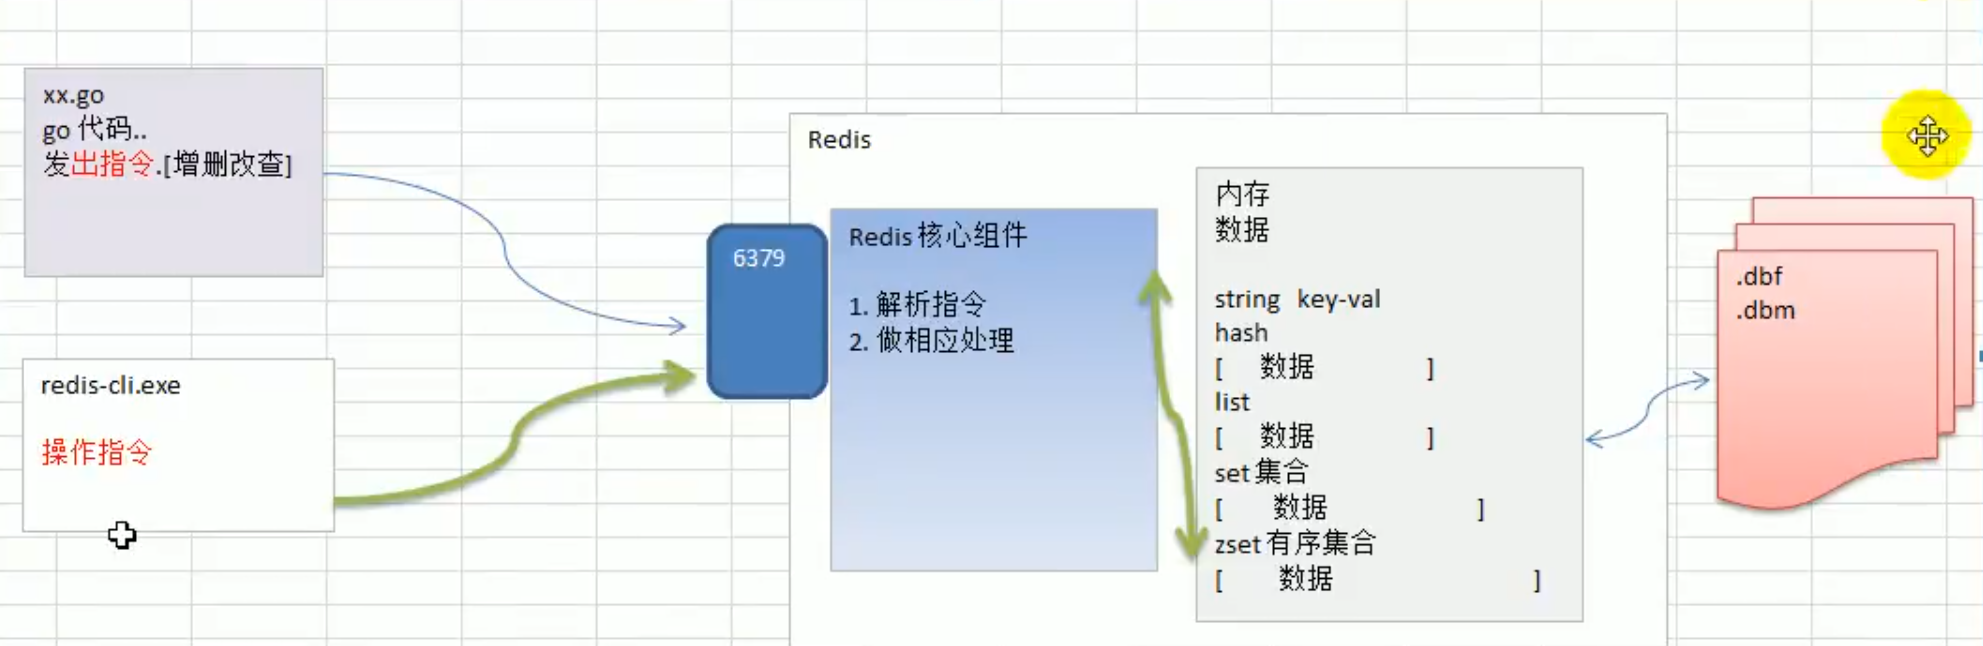 xx.go
go 代码..
发出指令.[增删改查]
redis-cli.exe
操作指令
Redis
6379
Redis 核心组件
1. 解析指令
2. 做相应处理
内存
数据
string key-val
hash
[ 数据 ]
list
[ 数据 ]
set 集合
[ 数据 ]
zset 有序集合
[ 数据 ]
.dbf
.dbm